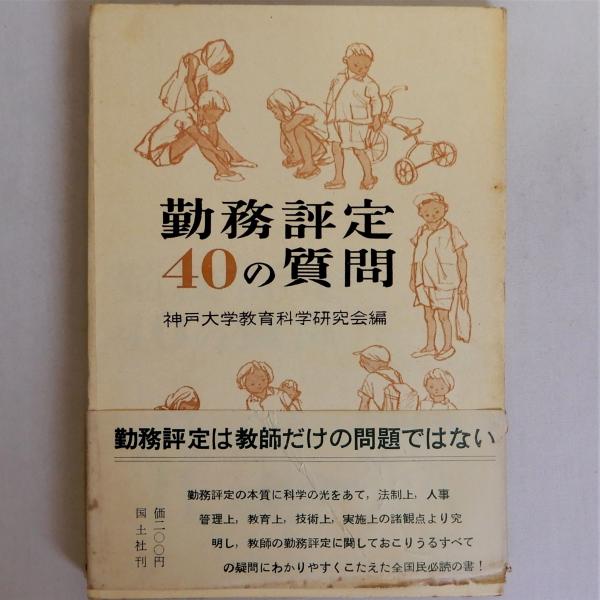 勤務評定
40の質問
神戸大学教育科学研究会編
勤務評定は教師だけの問題ではない
勤務評定の本質に科学の光をあて，法制上，人事
管理上，教育上，技術上，実施上の諸観点より究
明し，教師の勤務評定に関しておこりうるすべて
の疑問にわかりやすくこたえた全国民必読の書！
価二〇〇円
国土社刊